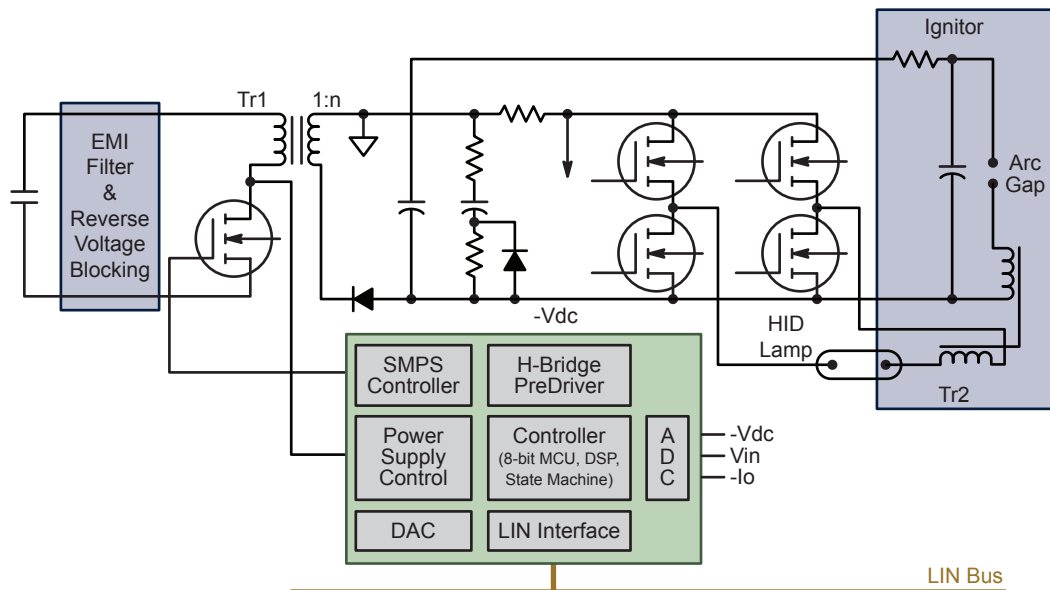 Ignitor
Tr1
1:n
EMI
Filter
&
Reverse
Voltage
Blocking
Arc
Gap
-Vdc
HID
Lamp
Tr2
SMPS
Controller
H-Bridge
PreDriver
Power
Supply
Control
Controller
(8-bit MCU, DSP,
State Machine)
A
D
C
-Vdc
Vin
-Io
DAC
LIN Interface
LIN Bus